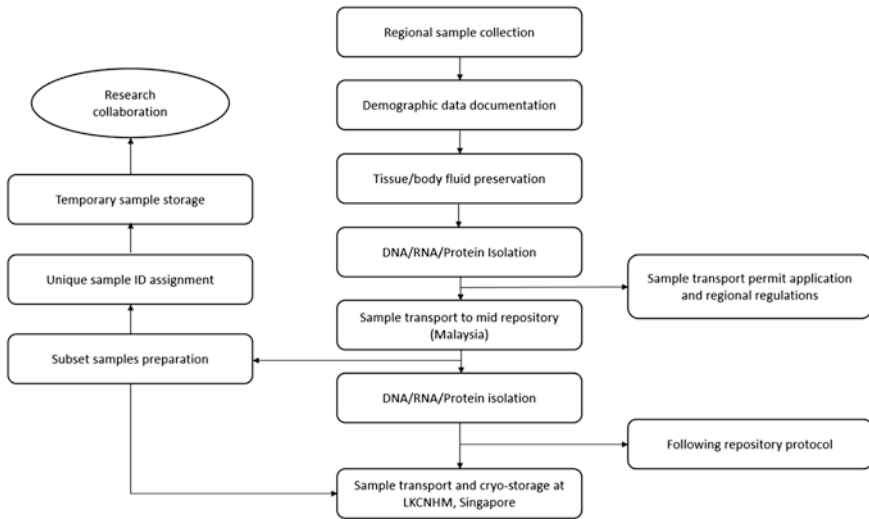 Regional sample collection
Demographic data documentation
Tissue/body fluid preservation
DNA/RNA/Protein Isolation
Sample transport permit application
and regional regulations
Sample transport to mid repository
(Malaysia)
DNA/RNA/Protein isolation
Following repository protocol
Sample transport and cryo-storage at
LKCNHM, Singapore
Subset samples preparation
Unique sample ID assignment
Temporary sample storage
Research
collaboration